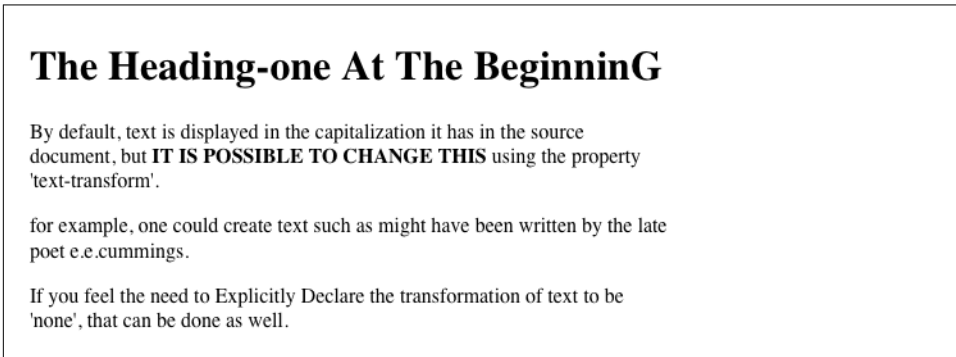 The Heading-one At The BeginninG
By default, text is displayed in the capitalization it has in the source
document, but IT IS POSSIBLE TO CHANGE THIS using the property
'text-transform'.
for example, one could create text such as might have been written by the late
poet e.e.cummings.
If you feel the need to Explicitly Declare the transformation of text to be
'none', that can be done as well.